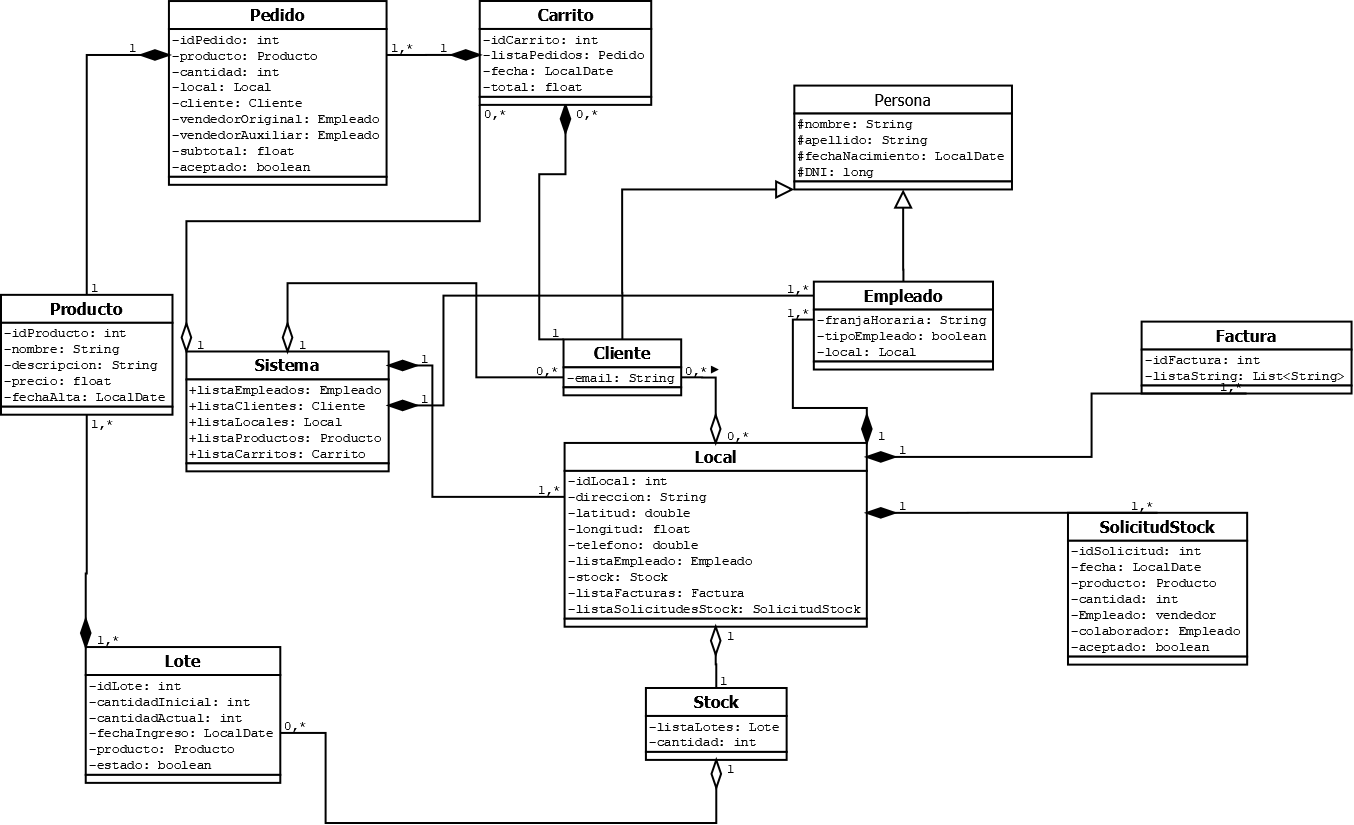 Pedido
-idPedido: int
-producto: Producto
-cantidad: int
-local: Local
-cliente: Cliente
-vendedorOriginal: Empleado
-vendedorAuxiliar: Empleado
-subtotal: float
-aceptado: boolean
1
1,*
1
Carrito
-idCarrito: int
-listaPedidos: Pedido
-fecha: LocalDate
-total: float
0,*
0,*
Persona
#nombre: String
#apellido: String
#fechaNacimiento: LocalDate
#DNI: long
1
Producto
-idProducto: int
-nombre: String
-descripcion: String
-precio: float
-fechaAlta: LocalDate
1,*
1
1
Sistema
+listaEmpleados: Empleado
+listaClientes: Cliente
+listaLocales: Local
+listaProductos: Producto
+listaCarritos: Carrito
1
1
1
0,*
Cliente
-email: String
0,*
1,*
1,*
Empleado
-franjaHoraria: String
-tipoEmpleado: boolean
-local: Local
Factura
-idFactura: int
-listaString: List<String>
1,*
0,*
1
1
1,*
Local
-idLocal: int
-direccion: String
-latitud: double
-longitud: float
-telefono: double
-listaEmpleado: Empleado
-stock: Stock
-listaFacturas: Factura
-listaSolicitudesStock: SolicitudStock
1
1,*
SolicitudStock
-idSolicitud: int
-fecha: LocalDate
-producto: Producto
-cantidad: int
-Empleado: vendedor
-colaborador: Empleado
-aceptado: boolean
1,*
Lote
-idLote: int
-cantidadInicial: int
-cantidadActual: int
-fechaIngreso: LocalDate
-producto: Producto
-estado: boolean
0,*
1
1
Stock
-listaLotes: Lote
-cantidad: int
1